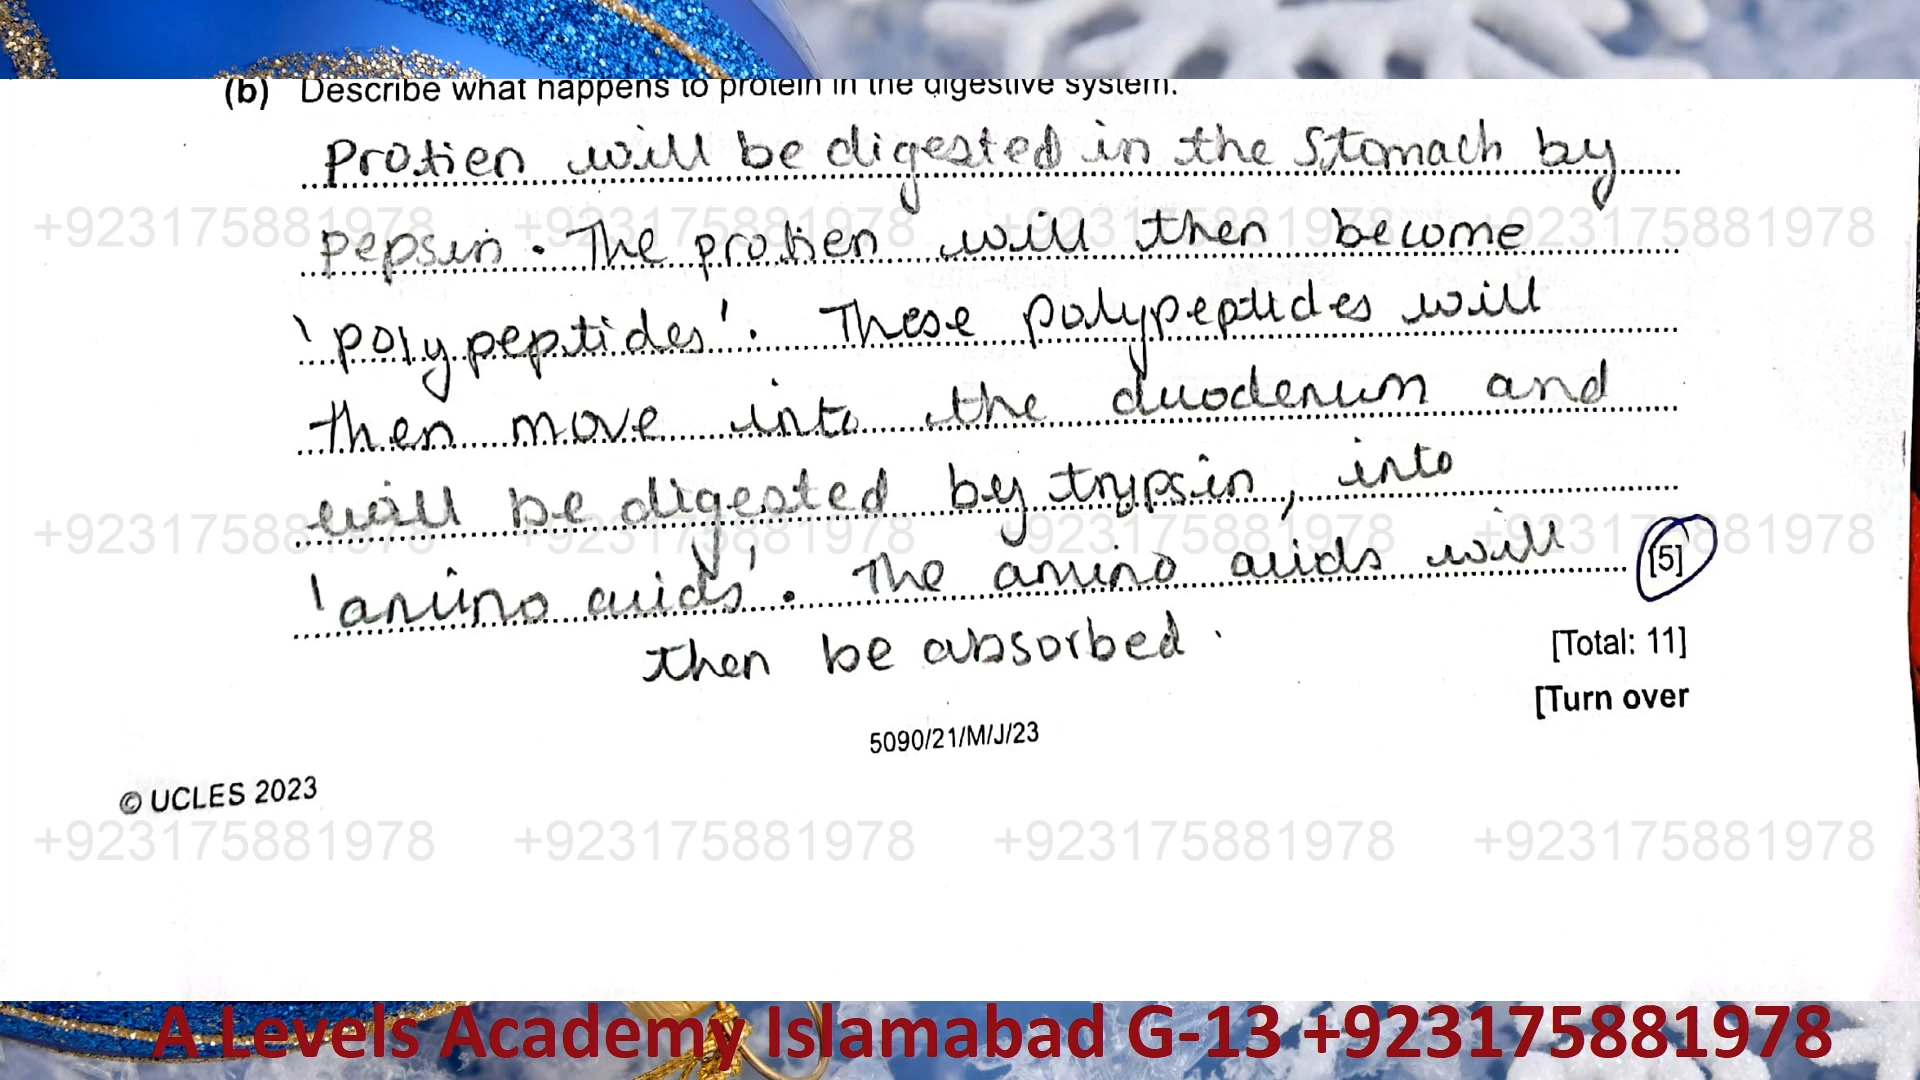 (b) Describe what happens to protein in the digestive system.
Protien will be digested in the stomach by
pepsin. The protien will then become
'polypeptides'. These polypeptides will
then move into the duodenum and
will be digested by trypsin, into
'amino acids'. The amino acids will [5]
then be absorbed.
[Total: 11]
[Turn over
5090/21/M/J/23
© UCLES 2023
+923175881978 +923175881978 +923175881978 +923175881978
+923175881978 +923175881978 +923175881978 +923175881978
+923175881978 +923175881978 +923175881978 +923175881978
A Levels Academy Islamabad G-13 +923175881978